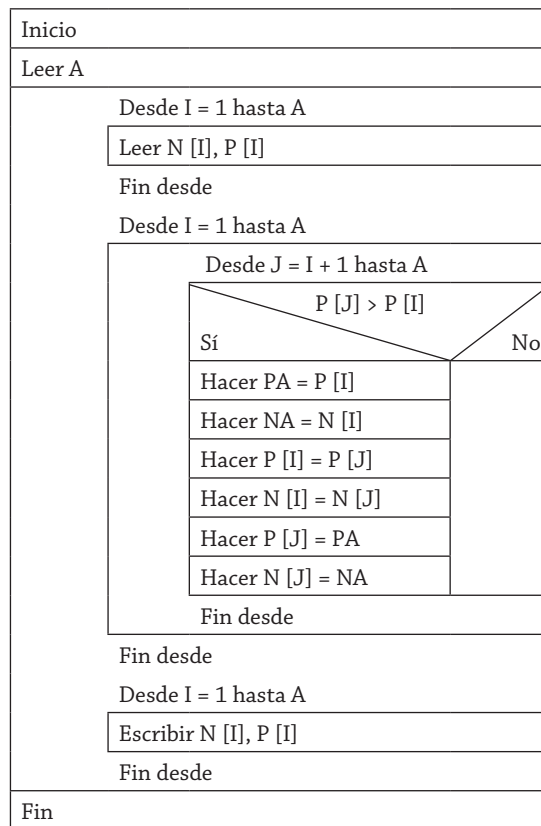 Inicio
Leer A
Desde I = 1 hasta A
Leer N [I], P [I]
Fin desde
Desde I = 1 hasta A
Desde J = I + 1 hasta A
P [J] > P [I]
Sí No
Hacer PA = P [I]
Hacer NA = N [I]
Hacer P [I] = P [J]
Hacer N [I] = N [J]
Hacer P [J] = PA
Hacer N [J] = NA
Fin desde
Fin desde
Desde I = 1 hasta A
Escribir N [I], P [I]
Fin desde
Fin